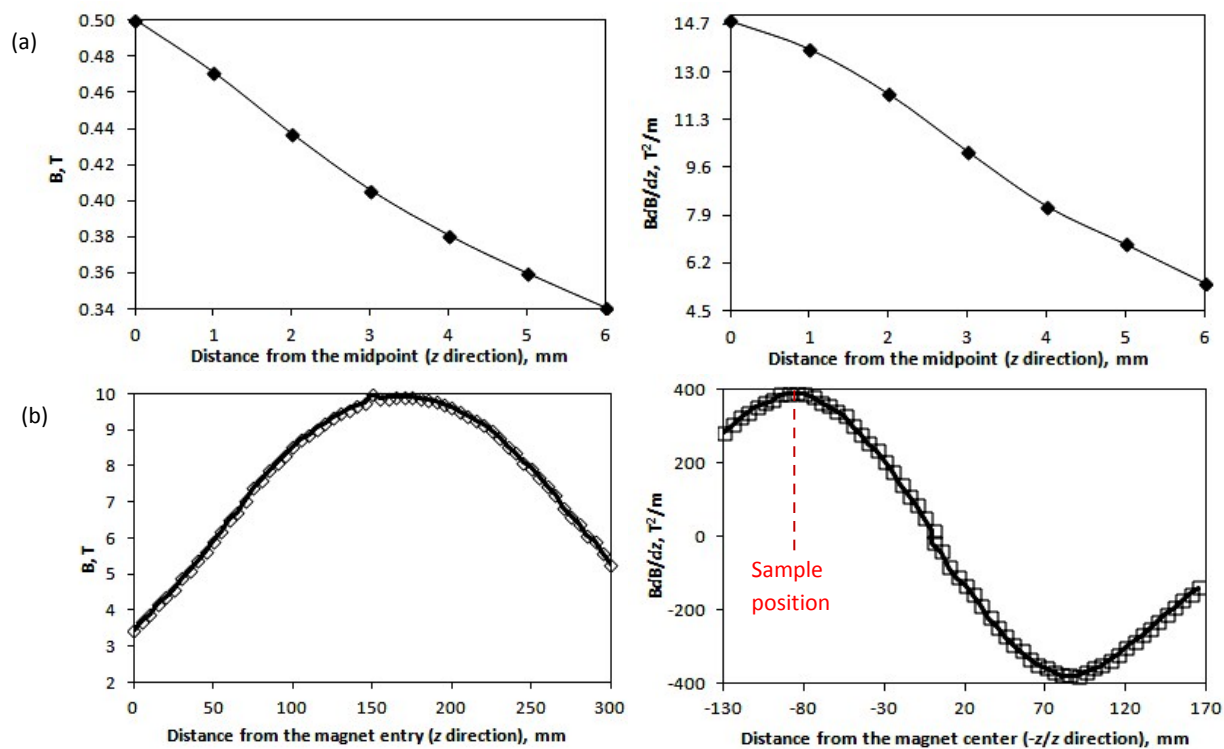 (a)
0.50
0.48
0.46
0.44
0.42
0.40
0.38
0.36
0.34
B, T
0 1 2 3 4 5 6
Distance from the midpoint (z direction), mm
14.7
13.0
11.3
9.6
7.9
6.2
4.5
BdB/dz, T²/m
0 1 2 3 4 5 6
Distance from the midpoint (z direction), mm
(b)
10
9
8
7
6
5
4
3
2
B, T
0 50 100 150 200 250 300
Distance from the magnet entry (z direction), mm
400
200
0
-200
-400
BdB/dz, T²/m
Sample
position
-130 -80 -30 20 70 120 170
Distance from the magnet center (-z/z direction), mm